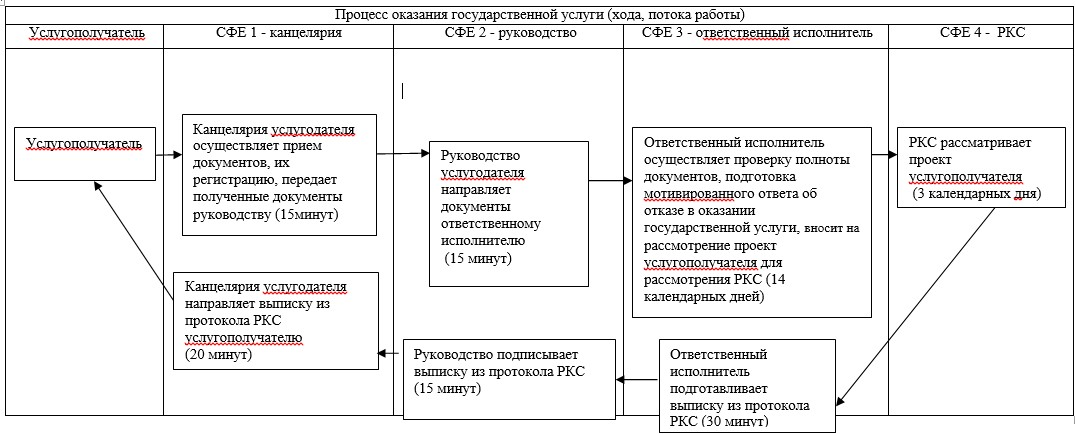 Процесс оказания государственной услуги (хода, потока работы)
Услугополучатель
СФЕ 1 - канцелярия
СФЕ 2 - руководство
СФЕ 3 - ответственный исполнитель
СФЕ 4 -  РКС
Услугополучатель
Канцелярия услугодателя
осуществляет прием
документов, их
регистрацию, передает
полученные документы
руководству (15минут)
Руководство
услугодателя
направляет
документы
ответственному
исполнителю
(15 минут)
Ответственный исполнитель
осуществляет проверку полноты
документов, подготовка
мотивированного ответа об
отказе в оказании
государственной услуги, вносит на
рассмотрение проект
услугополучателя для
рассмотрения РКС (14
календарных дней)
РКС рассматривает
проект
услугополучателя
(3 календарных дня)
Ответственный
исполнитель
подготавливает
выписку из протокола
РКС (30 минут)
Руководство подписывает
выписку из протокола РКС
(15 минут)
Канцелярия услугодателя
направляет выписку из
протокола РКС
услугополучателю
(20 минут)